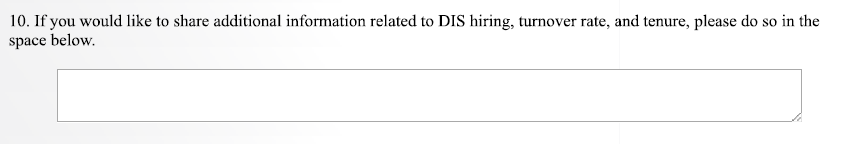 10. If you would like to share additional information related to DIS hiring, turnover rate, and tenure, please do so in the
space below.